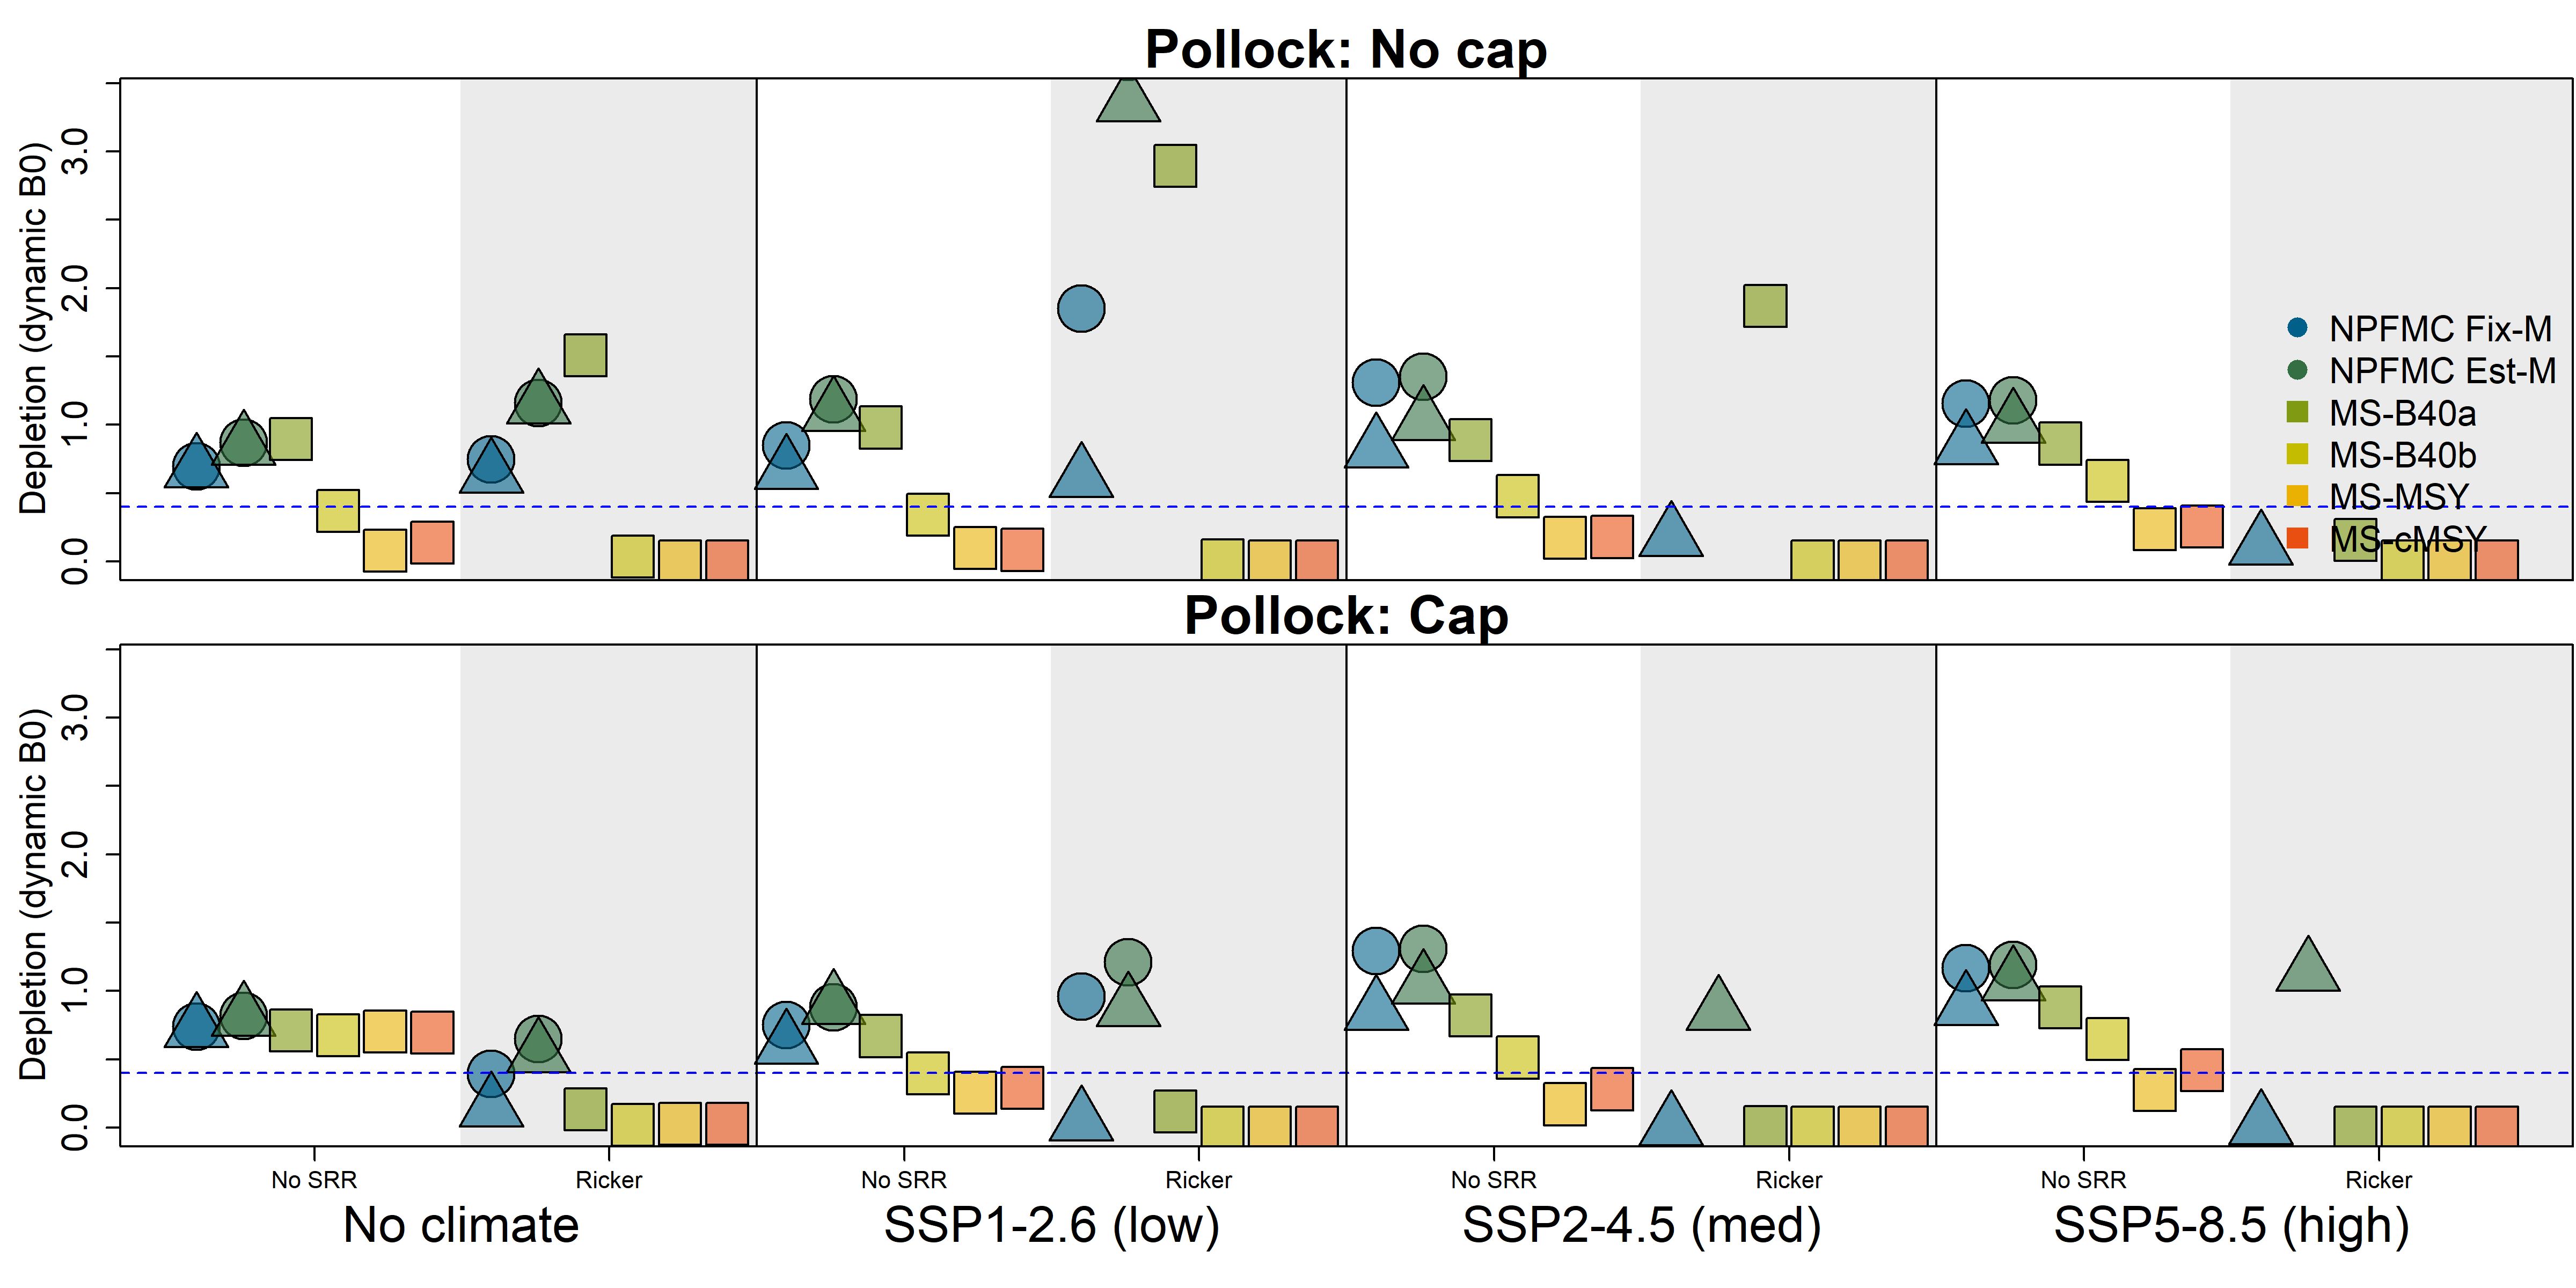 Pollock: No cap
Depletion (dynamic B0)
3.0
2.0
1.0
0.0
NPFMC Fix-M
NPFMC Est-M
MS-B40a
MS-B40b
MS-MSY
MS-cMSY
Pollock: Cap
Depletion (dynamic B0)
3.0
2.0
1.0
0.0
No SRR Ricker No SRR Ricker No SRR Ricker No SRR Ricker
No climate SSP1-2.6 (low) SSP2-4.5 (med) SSP5-8.5 (high)